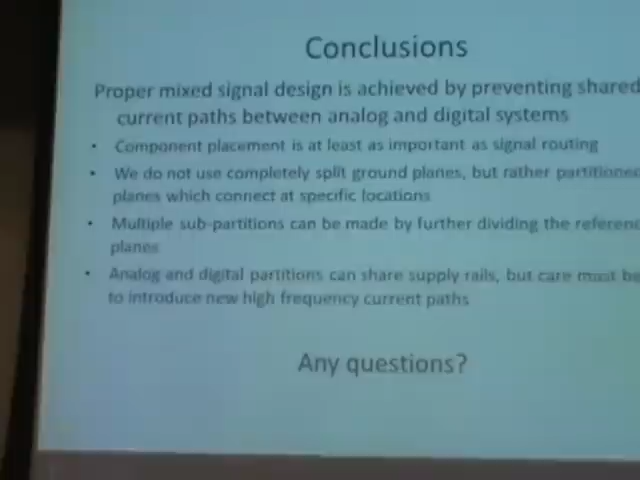 Conclusions
Proper mixed signal design is achieved by preventing shared
current paths between analog and digital systems
• Component placement is at least as important as signal routing
• We do not use completely split ground planes, but rather partitioned
planes which connect at specific locations
• Multiple sub-partitions can be made by further dividing the referenc
planes
• Analog and digital partitions can share supply rails, but care must be
to introduce new high frequency current paths
Any questions?